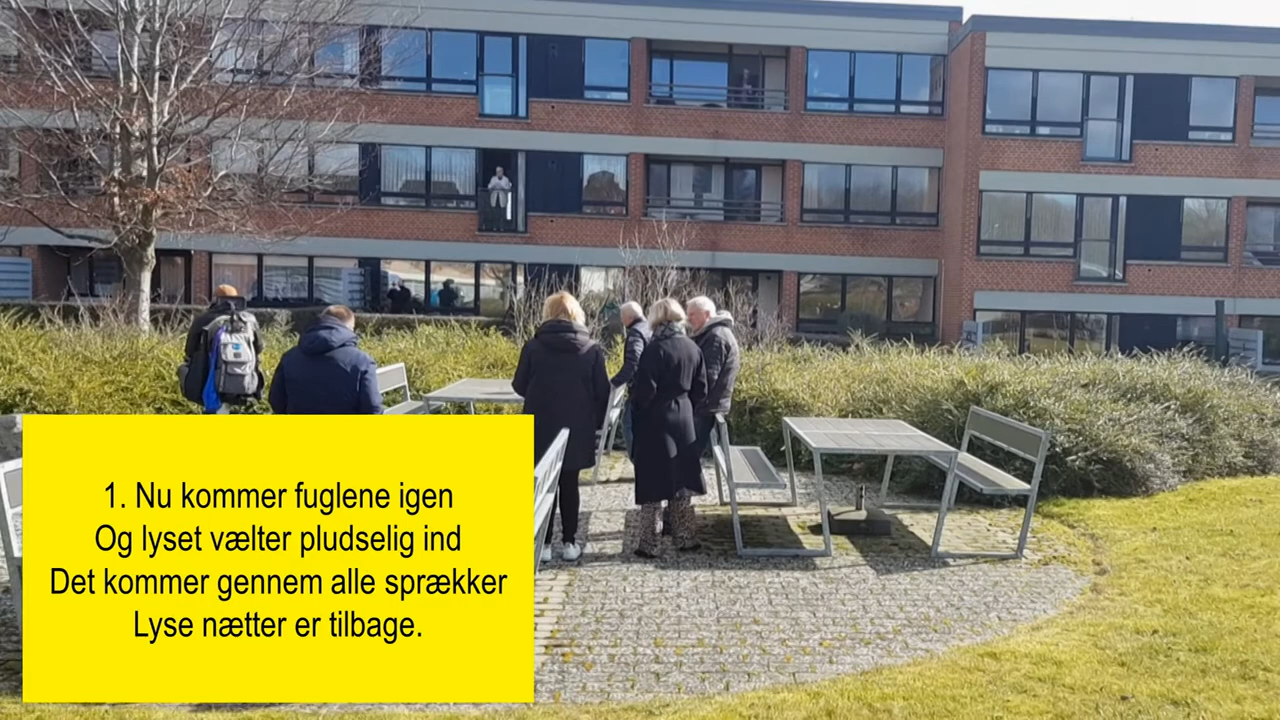 1. Nu kommer fuglene igen
Og lyset vælter pludselig ind
Det kommer gennem alle sprækker
Lyse nætter er tilbage.